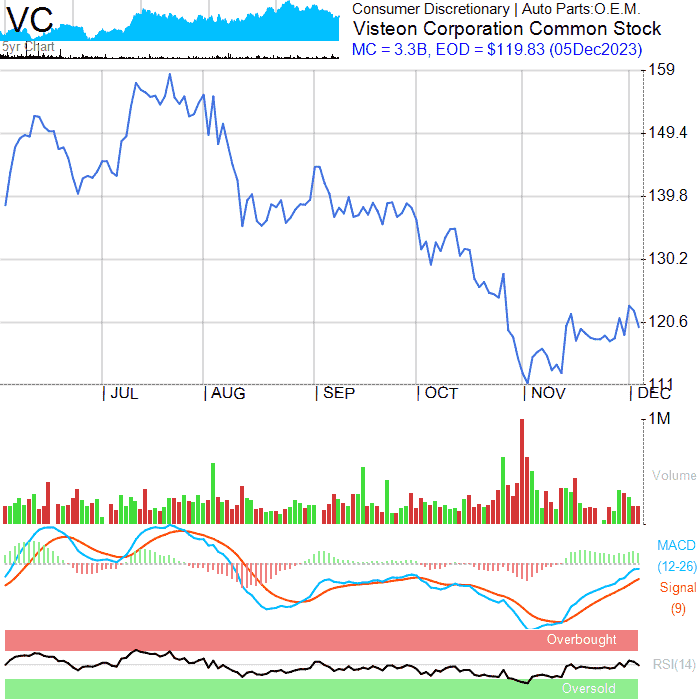 VC
5yr Chart
Consumer Discretionary | Auto Parts:O.E.M.
Visteon Corporation Common Stock
MC = 3.3B, EOD = $119.83 (05Dec2023)
159
149.4
139.8
130.2
120.6
111
| JUL | AUG | SEP | OCT | NOV | DEC
1M
Volume
MACD
(12-26)
Signal
(9)
Overbought
RSI(14)
Oversold